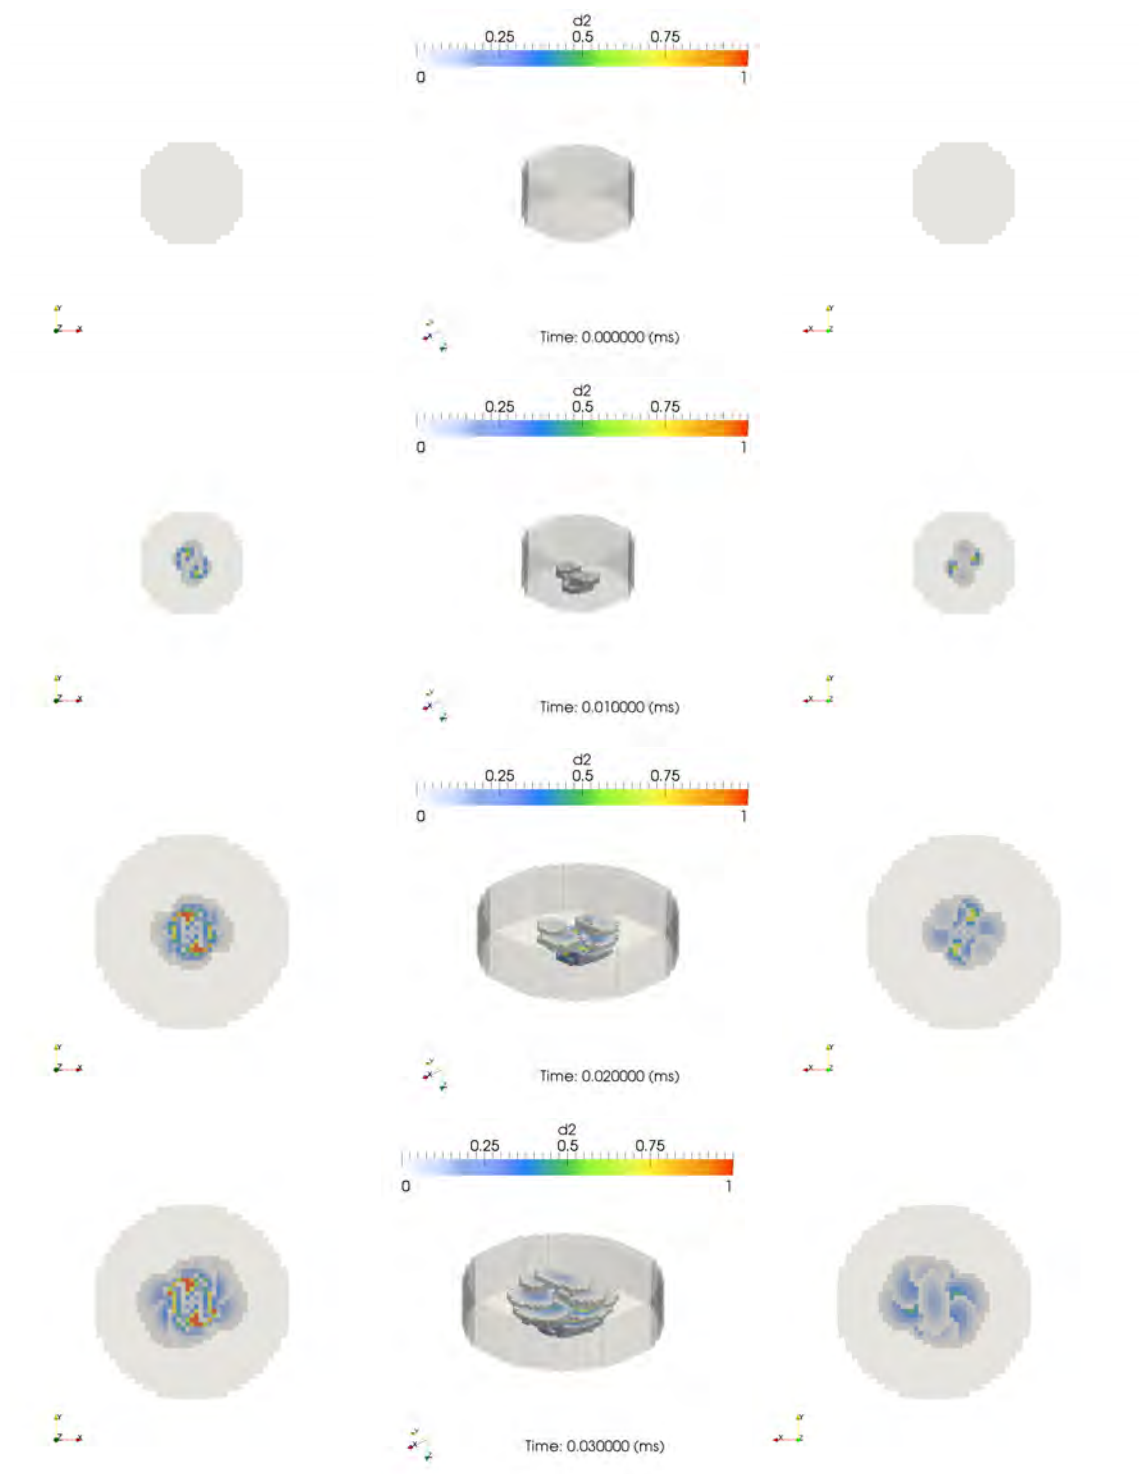 d2
0.25 0.5 0.75
0 1
Y Z X
Y X Z
Y X Z
Time: 0.000000 (ms)
d2
0.25 0.5 0.75
0 1
Y Z X
Y X Z
Y X Z
Time: 0.010000 (ms)
d2
0.25 0.5 0.75
0 1
Y Z X
Y X Z
Y X Z
Time: 0.020000 (ms)
d2
0.25 0.5 0.75
0 1
Y Z X
Y X Z
Y X Z
Time: 0.030000 (ms)